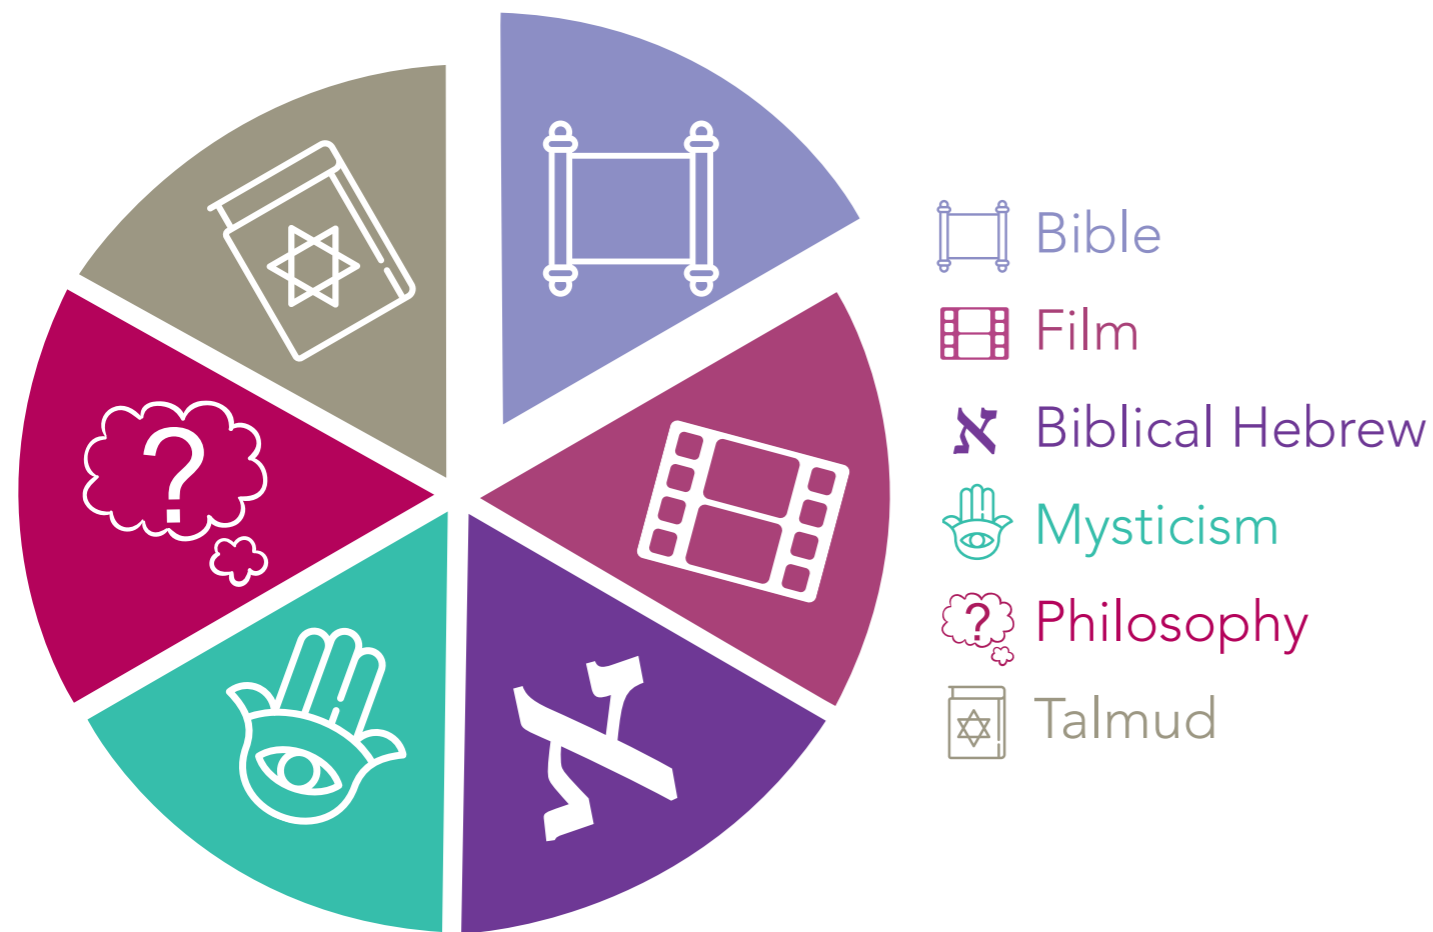 Bible
Film
א Biblical Hebrew
Mysticism
? Philosophy
Talmud
?
א